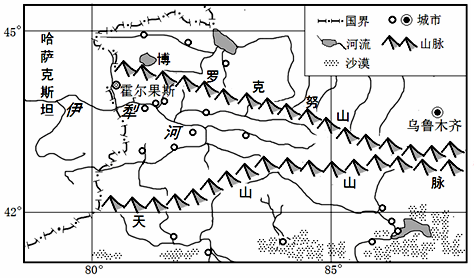 45°
哈萨克斯坦
国界
城市
河流
山脉
沙漠
博罗克努山
霍尔果斯
伊犁河
乌鲁木齐
天山山脉
42°
80°
85°